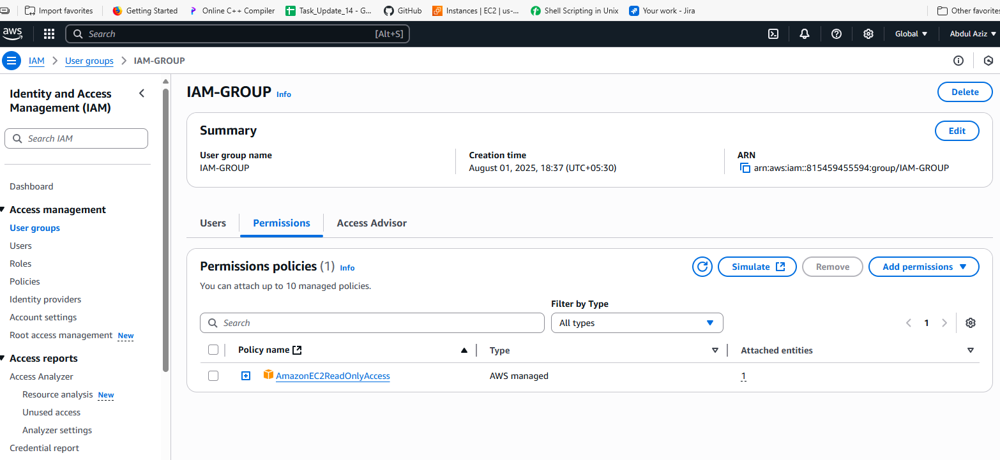 Import favorites Getting Started Online C++ Compiler Task_Update_14 - G... GitHub Instances | EC2 | us-... Shell Scripting in Unix Your work - Jira Other favorites
aws Search [Alt+S] Global Abdul Aziz
IAM User groups IAM-GROUP
Identity and Access
Management (IAM)
Search IAM
Dashboard
Access management
User groups
Users
Roles
Policies
Identity providers
Account settings
Root access management New
Access reports
Access Analyzer
Resource analysis New
Unused access
Analyzer settings
Credential report
IAM-GROUP Info Delete
Summary Edit
User group name Creation time ARN
IAM-GROUP August 01, 2025, 18:37 (UTC+05:30) arn:aws:iam::815459455594:group/IAM-GROUP
Users Permissions Access Advisor
Permissions policies (1) Info Simulate Remove Add permissions
You can attach up to 10 managed policies.
Filter by Type
Search All types 1
Policy name Type Attached entities
AmazonEC2ReadOnlyAccess AWS managed 1